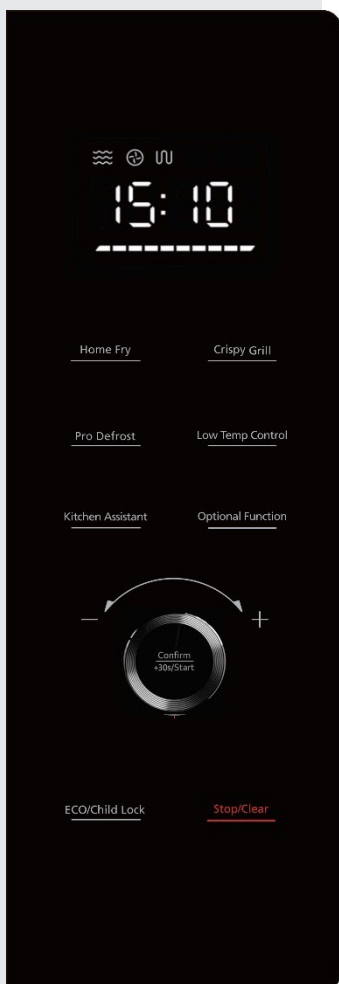 15:10
Home Fry
Crispy Grill
Pro Defrost
Low Temp Control
Kitchen Assistant
Optional Function
− +
Confirm
+30s/Start
ECO/Child Lock
Stop/Clear